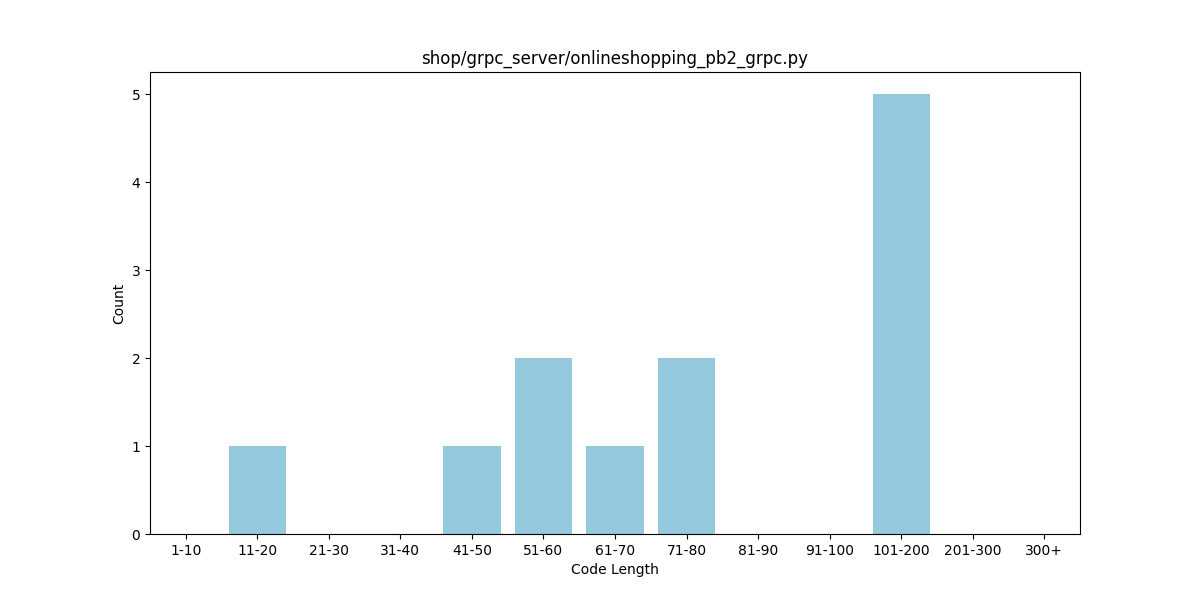 shop/grpc_server/onlineshopping_pb2_grpc.py
5
4
3
2
1
0
Count
1-10 11-20 21-30 31-40 41-50 51-60 61-70 71-80 81-90 91-100 101-200 201-300 300+
Code Length